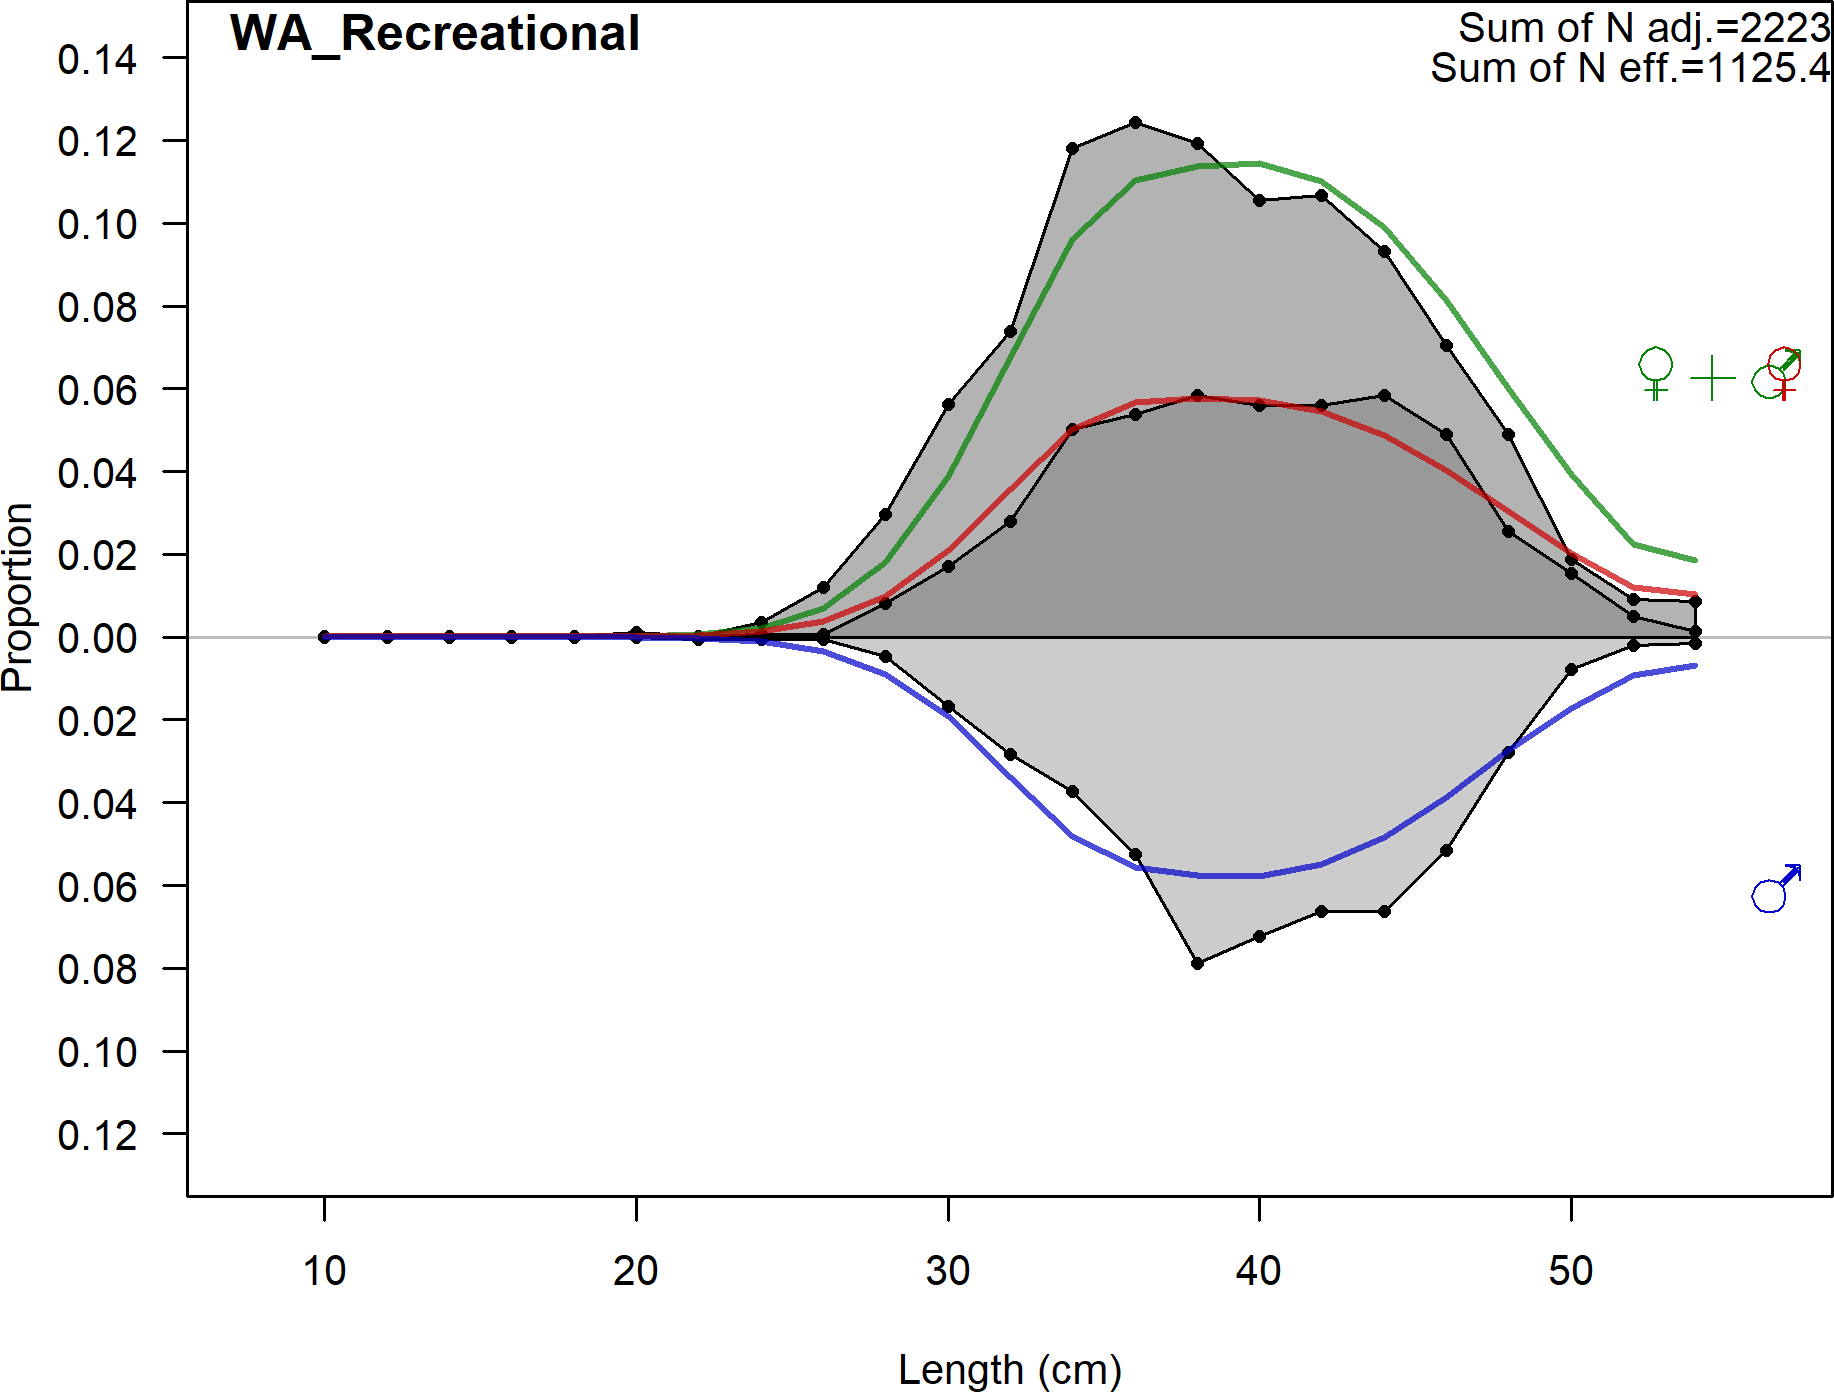 WA_Recreational
Sum of N adj.=2223
Sum of N eff.=1125.4
0.14
0.12
0.10
0.08
0.06
0.04
0.02
0.00
0.02
0.04
0.06
0.08
0.10
0.12
Proportion
♀ + ♂ ♀
♂
10 20 30 40 50
Length (cm)